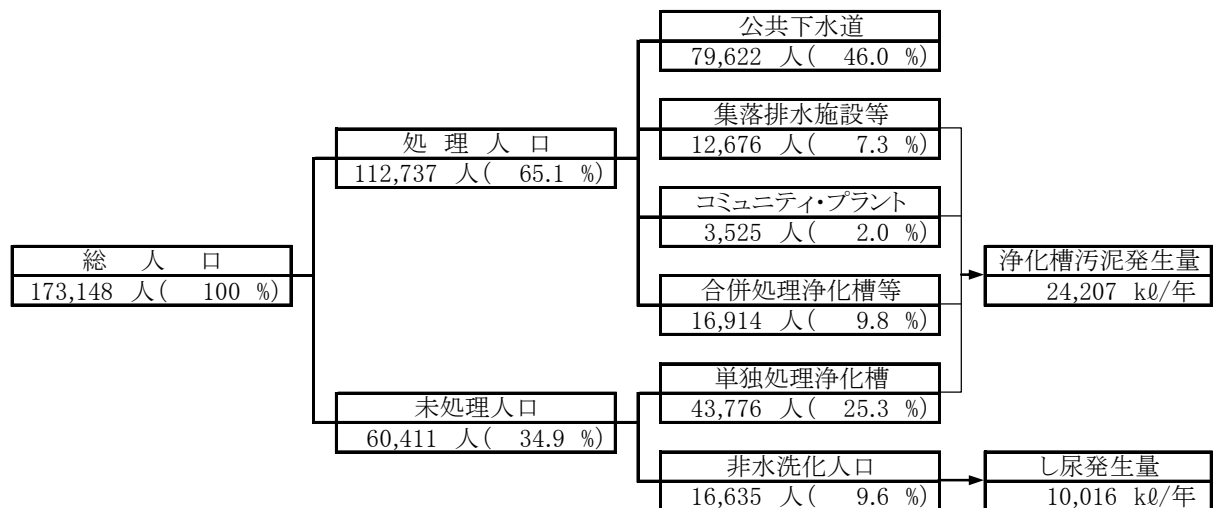 公共下水道
79,622 人( 46.0 %)
集落排水施設等
12,676 人( 7.3 %)
処理人口
112,737 人( 65.1 %)
コミュニティ・プラント
3,525 人( 2.0 %)
総人口
173,148 人( 100 %)
浄化槽汚泥発生量
24,207 kℓ/年
合併処理浄化槽等
16,914 人( 9.8 %)
単独処理浄化槽
43,776 人( 25.3 %)
未処理人口
60,411 人( 34.9 %)
非水洗化人口
16,635 人( 9.6 %)
し尿発生量
10,016 kℓ/年